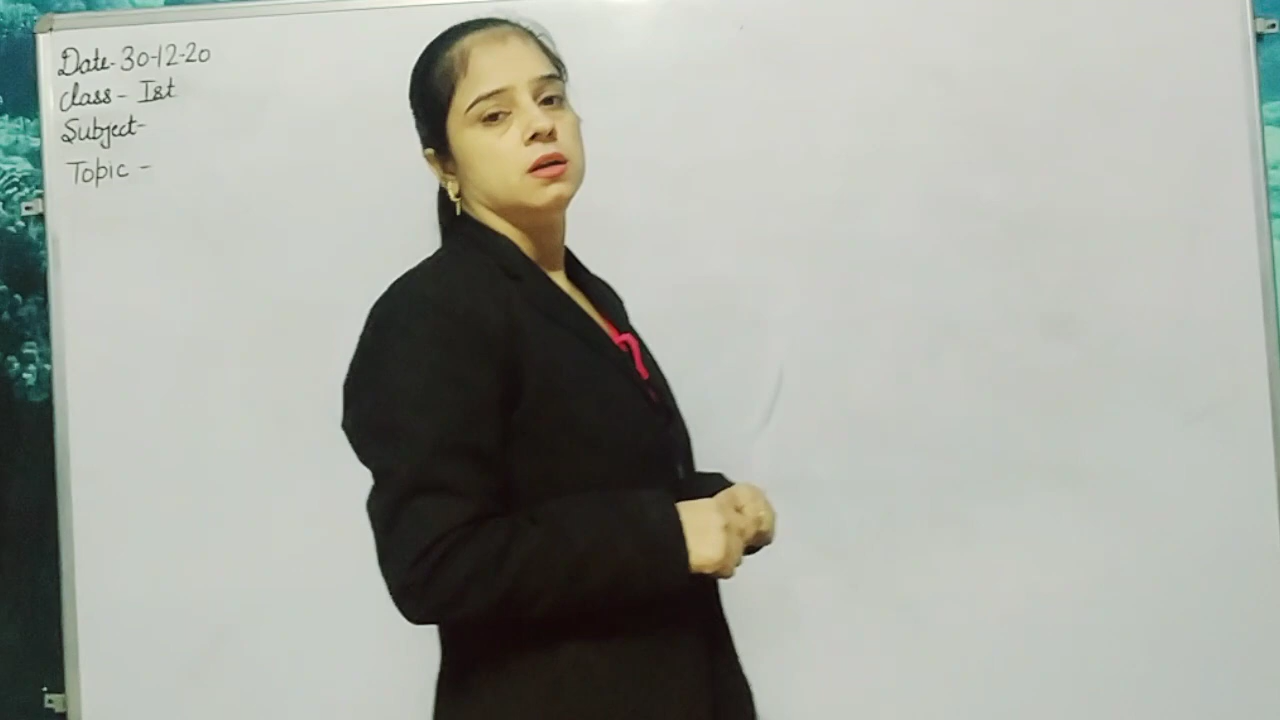 Date- 30-12-20
Class - Ist
Subject-
Topic -